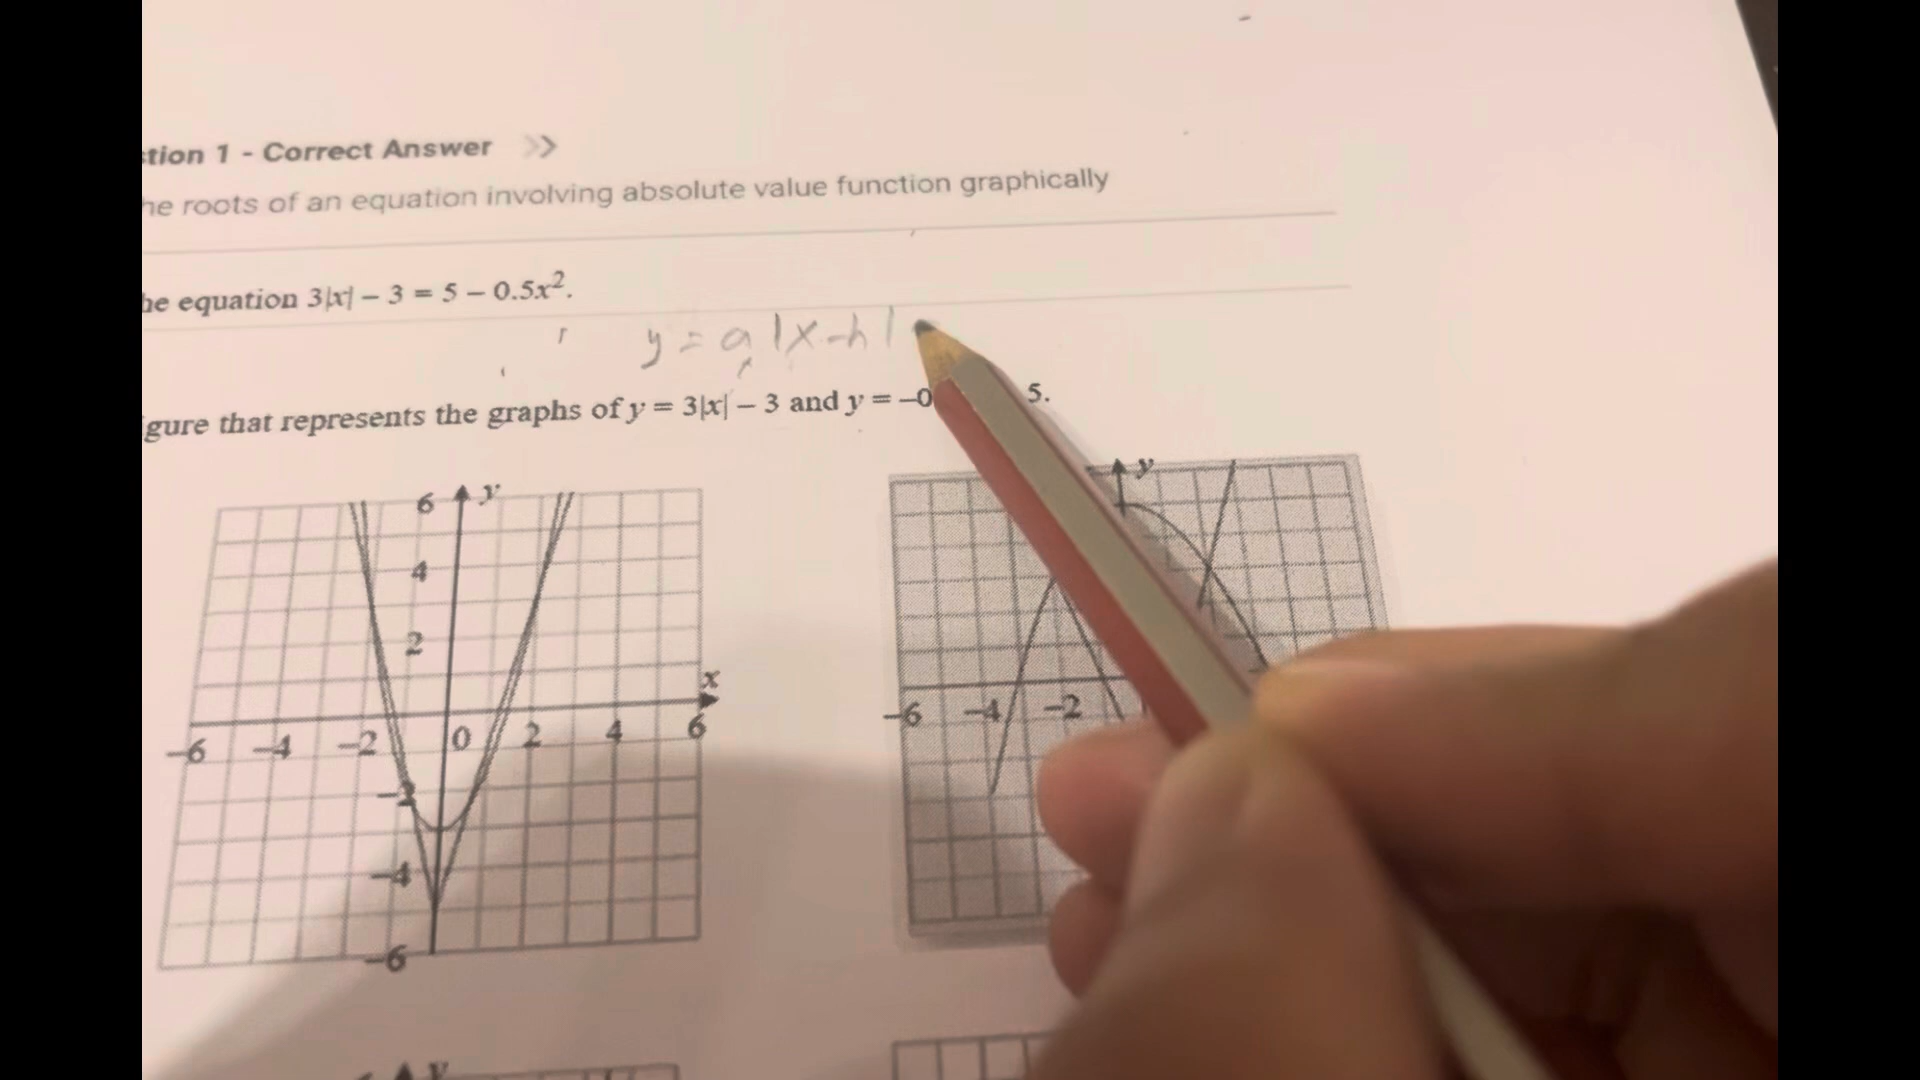 tion 1 - Correct Answer >>
he roots of an equation involving absolute value function graphically
he equation 3|x| – 3 = 5 – 0.5x².
y = a |x-h|
gure that represents the graphs of y = 3|x| – 3 and y = –0 5.
6 y
4
2
x
–6 –4 –2 0 2 4 6
–2
–4
–6
y
–6 –4 –2
y